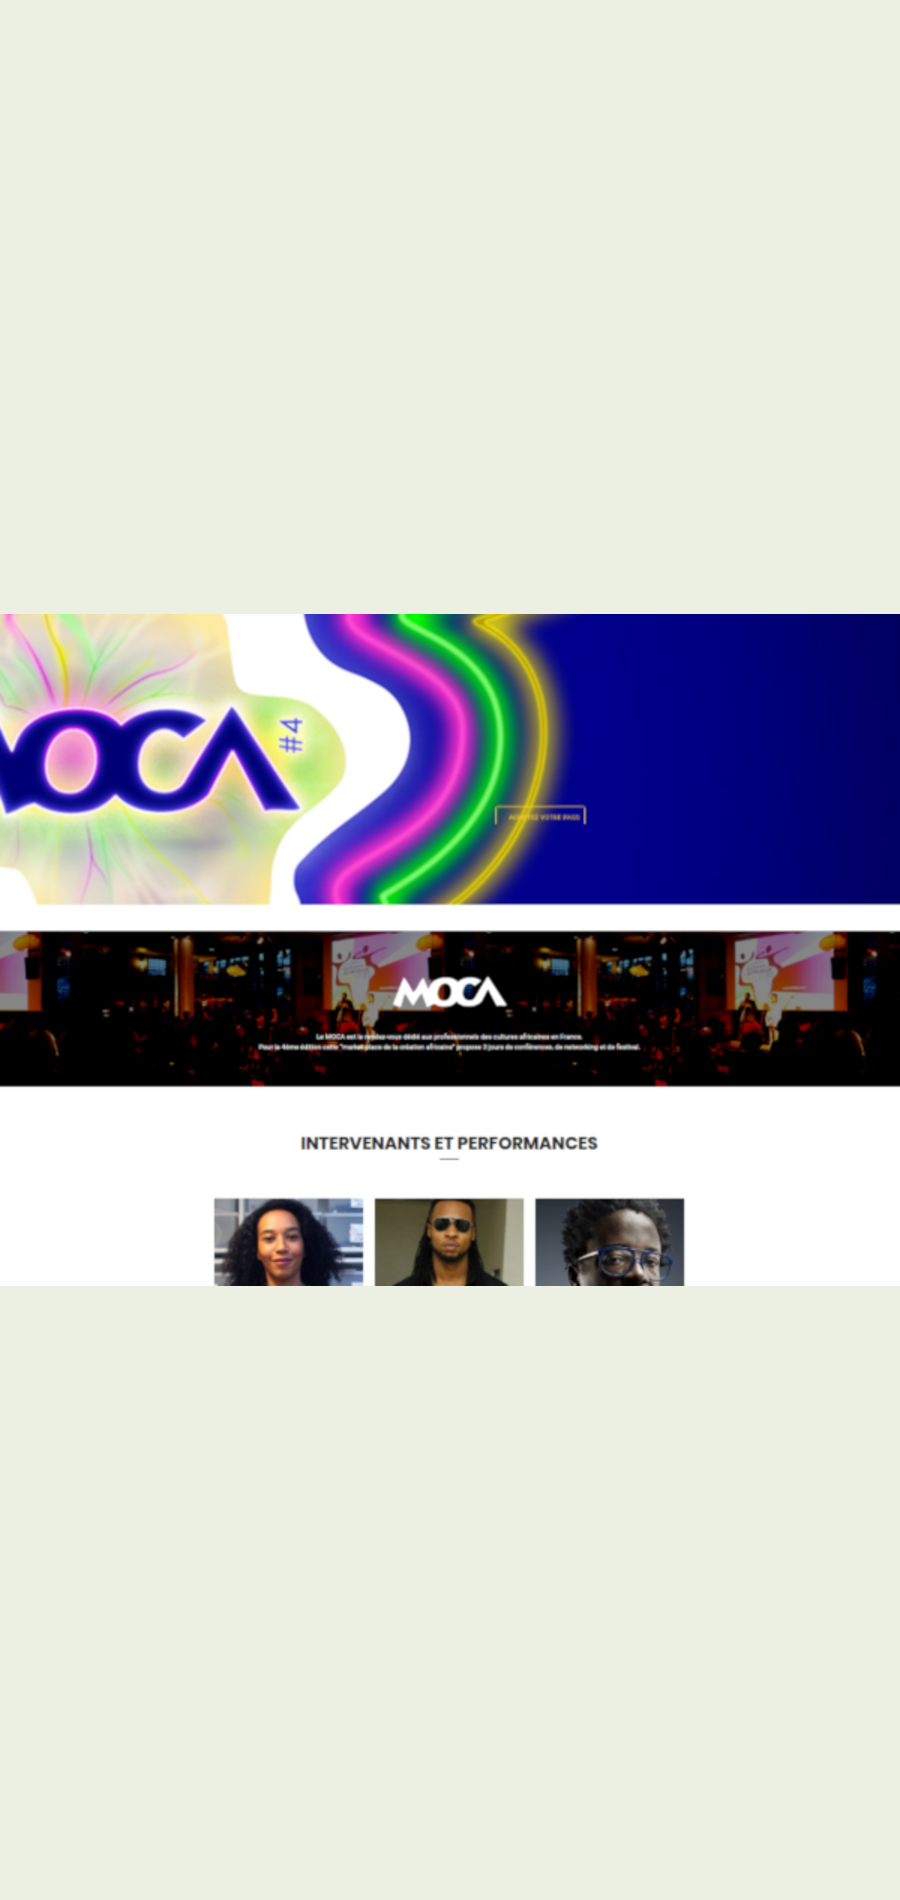 MOCA
#4
ACHETEZ VOTRE PASS
MOCA
Le MOCA est le rendez-vous dédié aux professionnels des cultures africaines en France.
Pour la 4ème édition cette "market place de la création africaine" propose 3 jours de conférences, de networking et de festival.
INTERVENANTS ET PERFORMANCES